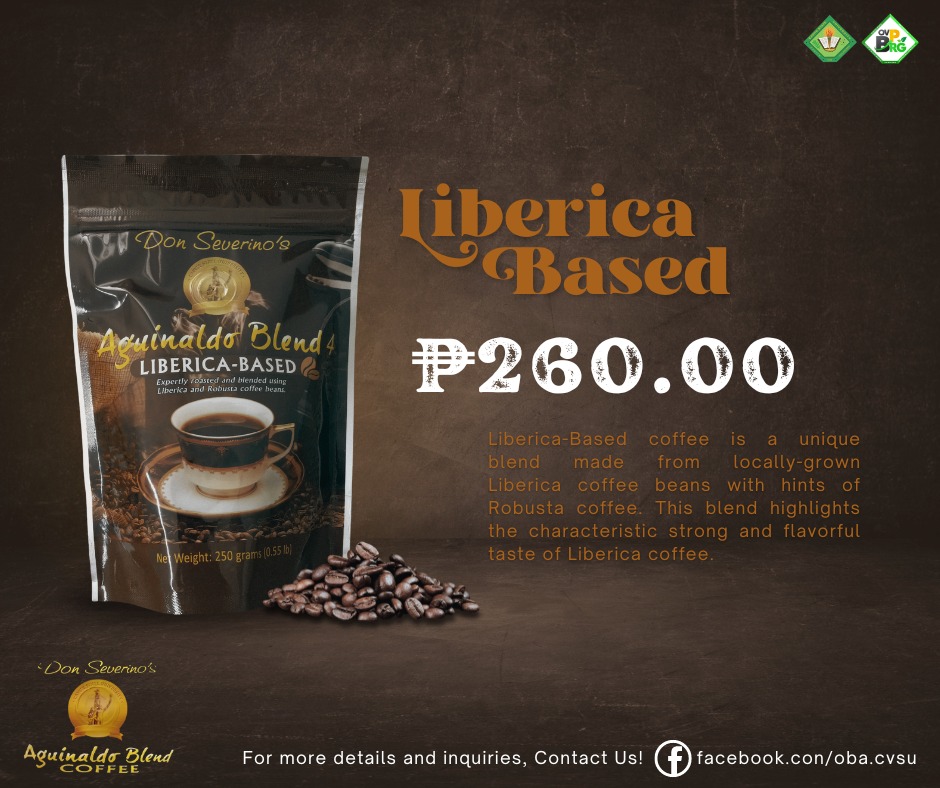 OVPBRG
Don Severino's
Aguinaldo Blend 4
LIBERICA-BASED
Expertly roasted and blended using
Liberica and Robusta coffee beans.
Net Weight: 250 grams (0.55 lb)
Liberica
Based
₱260.00
Liberica-Based coffee is a unique
blend made from locally-grown
Liberica coffee beans with hints of
Robusta coffee. This blend highlights
the characteristic strong and flavorful
taste of Liberica coffee.
Don Severino's
Aguinaldo Blend
COFFEE
For more details and inquiries, Contact Us! facebook.con/oba.cvsu